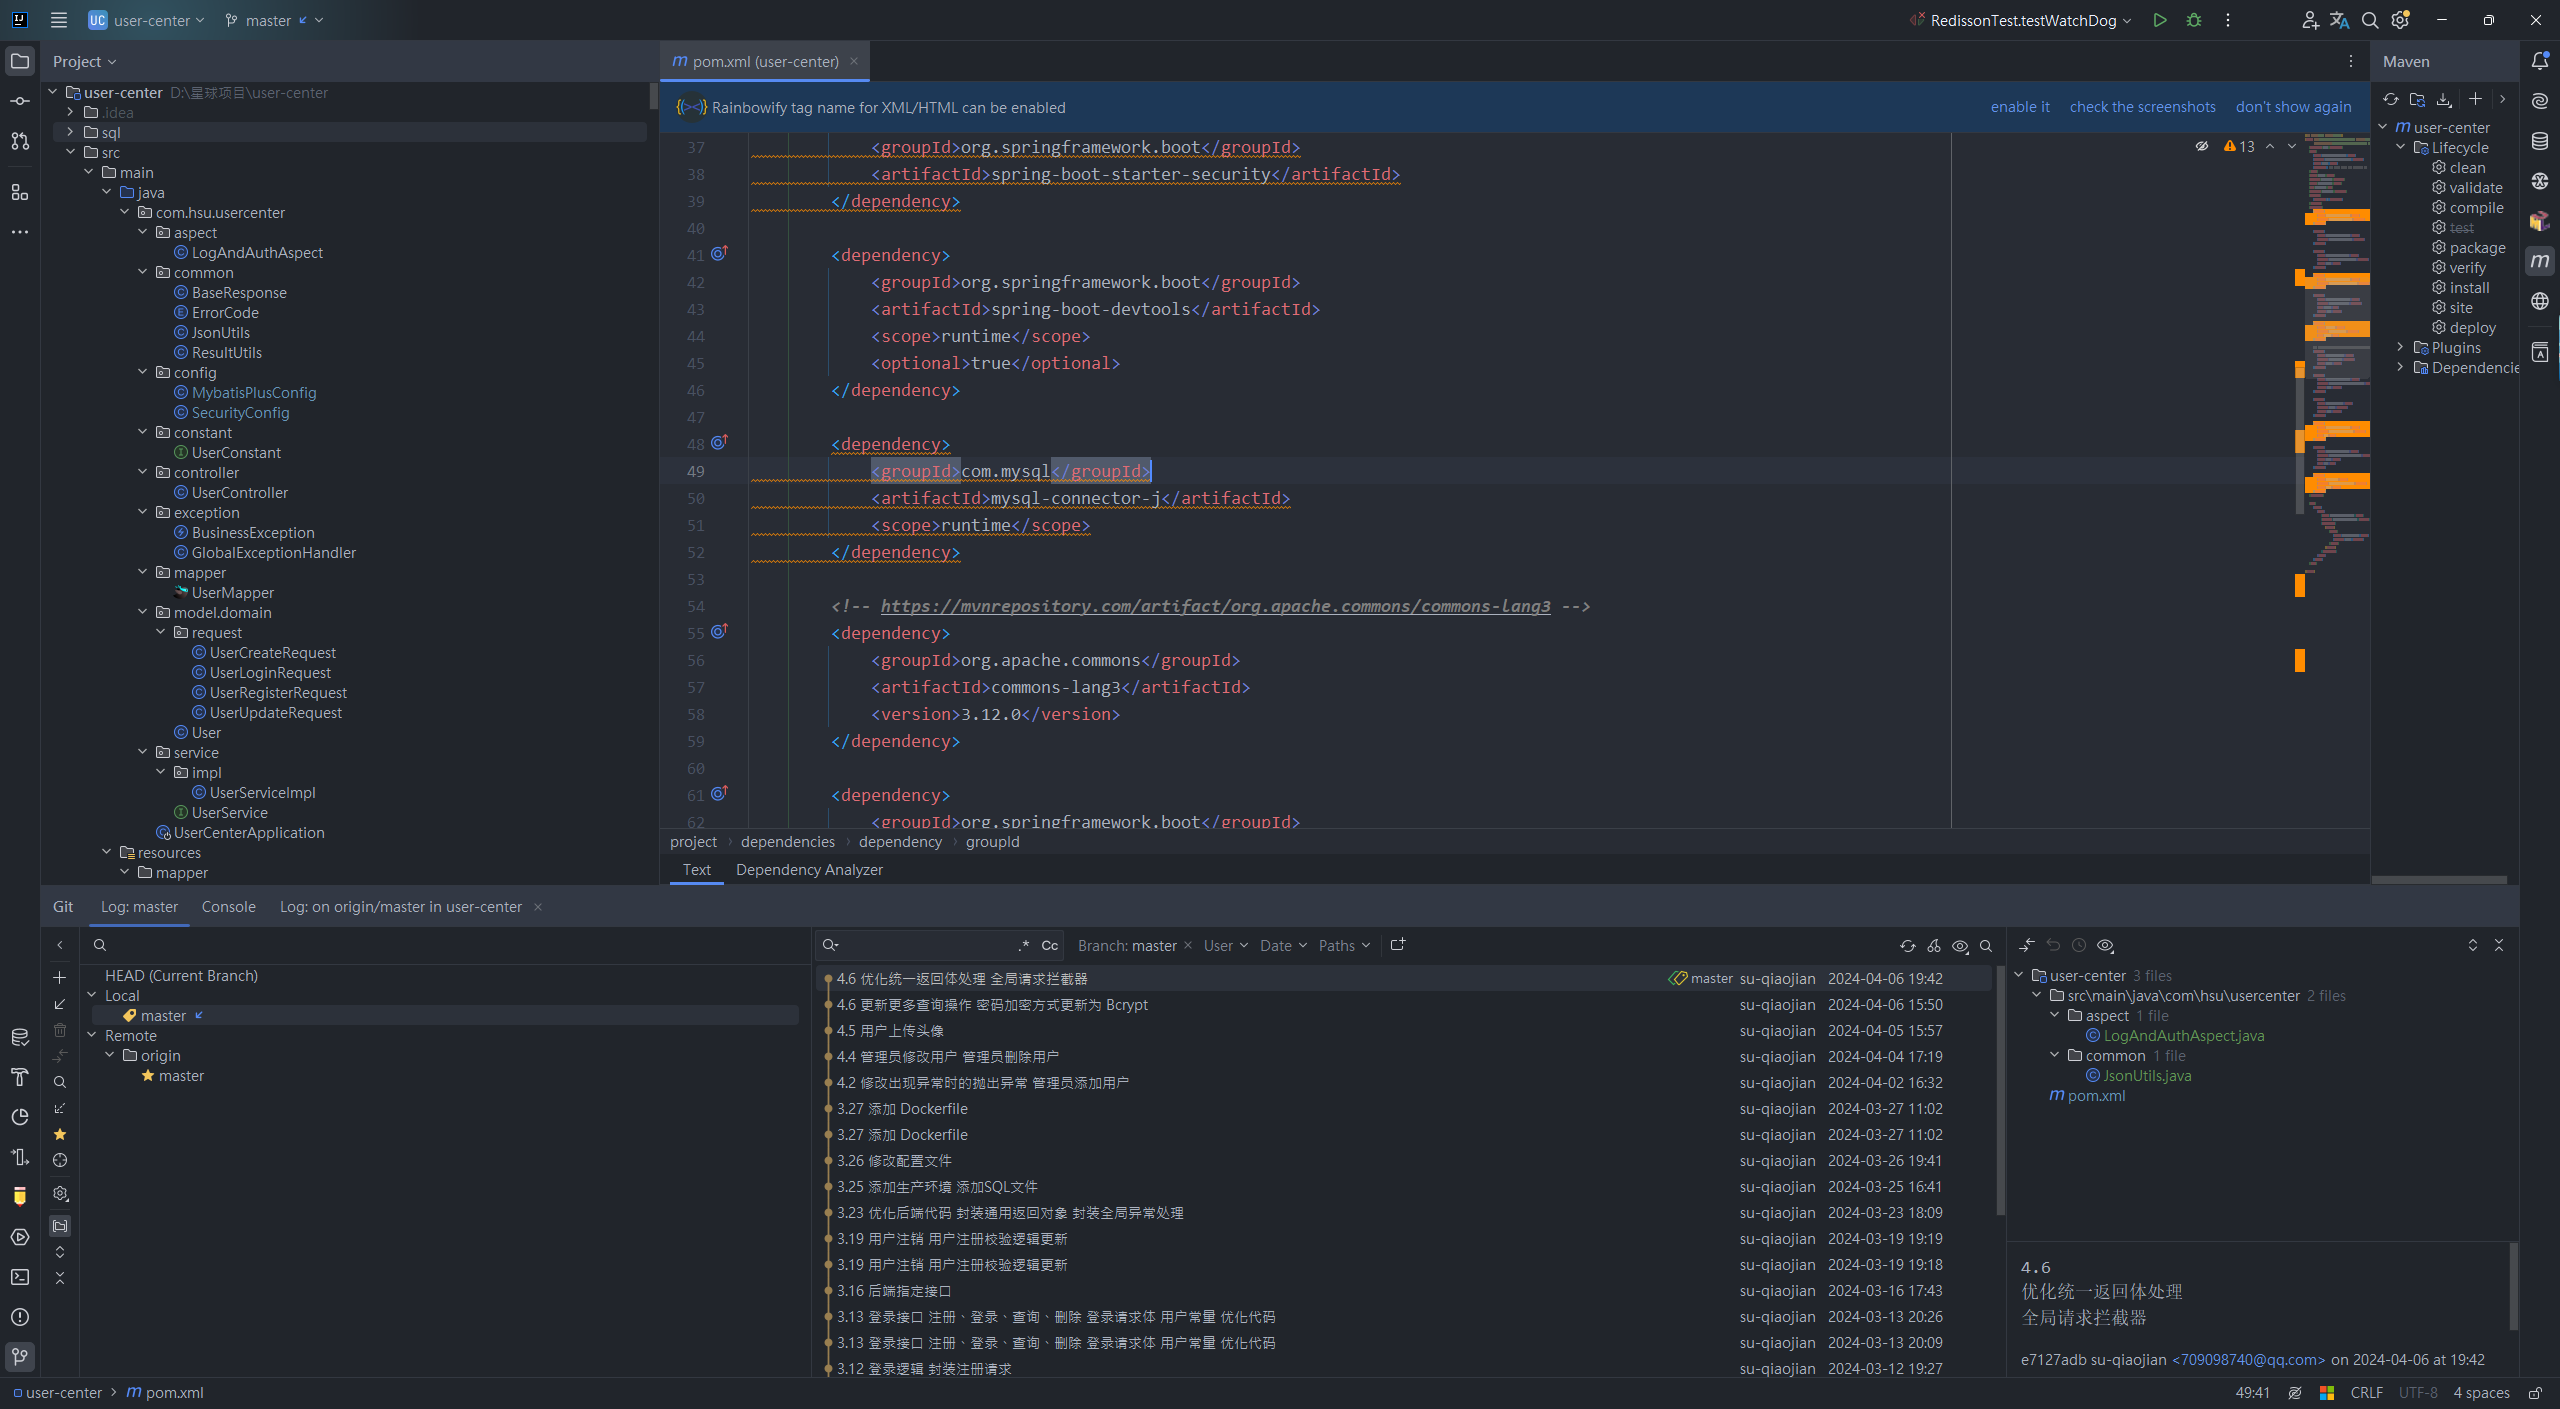 UC user-center master RedissonTest.testWatchDog
Project
user-center D:\星球项目\user-center
.idea
sql
src
main
java
com.hsu.usercenter
aspect
LogAndAuthAspect
common
BaseResponse
ErrorCode
JsonUtils
ResultUtils
config
MybatisPlusConfig
SecurityConfig
constant
UserConstant
controller
UserController
exception
BusinessException
GlobalExceptionHandler
mapper
UserMapper
model.domain
request
UserCreateRequest
UserLoginRequest
UserRegisterRequest
UserUpdateRequest
User
service
impl
UserServiceImpl
UserService
UserCenterApplication
resources
mapper
pom.xml (user-center)
Rainbowify tag name for XML/HTML can be enabled enable it check the screenshots don't show again
13
37 <groupId>org.springframework.boot</groupId>
38 <artifactId>spring-boot-starter-security</artifactId>
39 </dependency>
40
41 <dependency>
42 <groupId>org.springframework.boot</groupId>
43 <artifactId>spring-boot-devtools</artifactId>
44 <scope>runtime</scope>
45 <optional>true</optional>
46 </dependency>
47
48 <dependency>
49 <groupId>com.mysql</groupId>
50 <artifactId>mysql-connector-j</artifactId>
51 <scope>runtime</scope>
52 </dependency>
53
54 <!-- https://mvnrepository.com/artifact/org.apache.commons/commons-lang3 -->
55 <dependency>
56 <groupId>org.apache.commons</groupId>
57 <artifactId>commons-lang3</artifactId>
58 <version>3.12.0</version>
59 </dependency>
60
61 <dependency>
62 <groupId>org.springframework.boot</groupId>
project dependencies dependency groupId
Text Dependency Analyzer
Maven
user-center
Lifecycle
clean
validate
compile
test
package
verify
install
site
deploy
Plugins
Dependencie
Git Log: master Console Log: on origin/master in user-center
HEAD (Current Branch)
Local
master
Remote
origin
master
.* Cc Branch: master User Date Paths
4.6 优化统一返回体处理 全局请求拦截器 master su-qiaojian 2024-04-06 19:42
4.6 更新更多查询操作 密码加密方式更新为 Bcrypt su-qiaojian 2024-04-06 15:50
4.5 用户上传头像 su-qiaojian 2024-04-05 15:57
4.4 管理员修改用户 管理员删除用户 su-qiaojian 2024-04-04 17:19
4.2 修改出现异常时的抛出异常 管理员添加用户 su-qiaojian 2024-04-02 16:32
3.27 添加 Dockerfile su-qiaojian 2024-03-27 11:02
3.27 添加 Dockerfile su-qiaojian 2024-03-27 11:02
3.26 修改配置文件 su-qiaojian 2024-03-26 19:41
3.25 添加生产环境 添加SQL文件 su-qiaojian 2024-03-25 16:41
3.23 优化后端代码 封装通用返回对象 封装全局异常处理 su-qiaojian 2024-03-23 18:09
3.19 用户注销 用户注册校验逻辑更新 su-qiaojian 2024-03-19 19:19
3.19 用户注销 用户注册校验逻辑更新 su-qiaojian 2024-03-19 19:18
3.16 后端指定接口 su-qiaojian 2024-03-16 17:43
3.13 登录接口 注册、登录、查询、删除 登录请求体 用户常量 优化代码 su-qiaojian 2024-03-13 20:26
3.13 登录接口 注册、登录、查询、删除 登录请求体 用户常量 优化代码 su-qiaojian 2024-03-13 20:09
3.12 登录逻辑 封装注册请求 su-qiaojian 2024-03-12 19:27
user-center 3 files
src\main\java\com\hsu\usercenter 2 files
aspect 1 file
LogAndAuthAspect.java
common 1 file
JsonUtils.java
pom.xml
4.6
优化统一返回体处理
全局请求拦截器
e7127adb su-qiaojian <709098740@qq.com> on 2024-04-06 at 19:42
user-center pom.xml 49:41 CRLF UTF-8 4 spaces